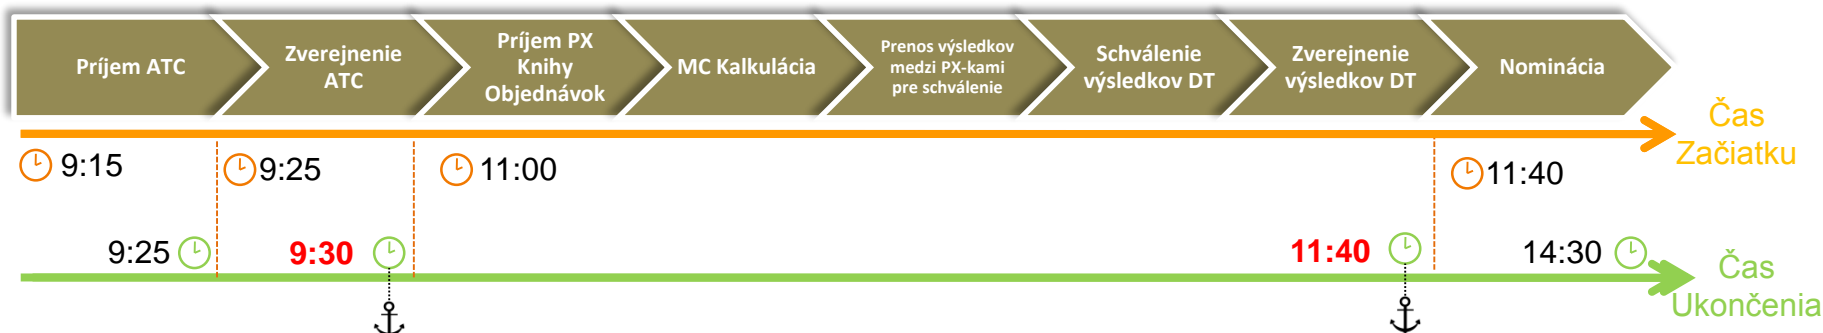 Príjem ATC
Zverejnenie
ATC
Príjem PX
Knihy
Objednávok
MC Kalkulácia
Prenos výsledkov
medzi PX-kami
pre schválenie
Schválenie
výsledkov DT
Zverejnenie
výsledkov DT
Nominácia
Čas
Začiatku
9:15
9:25
11:00
11:40
9:25
9:30
11:40
14:30
Čas
Ukončenia